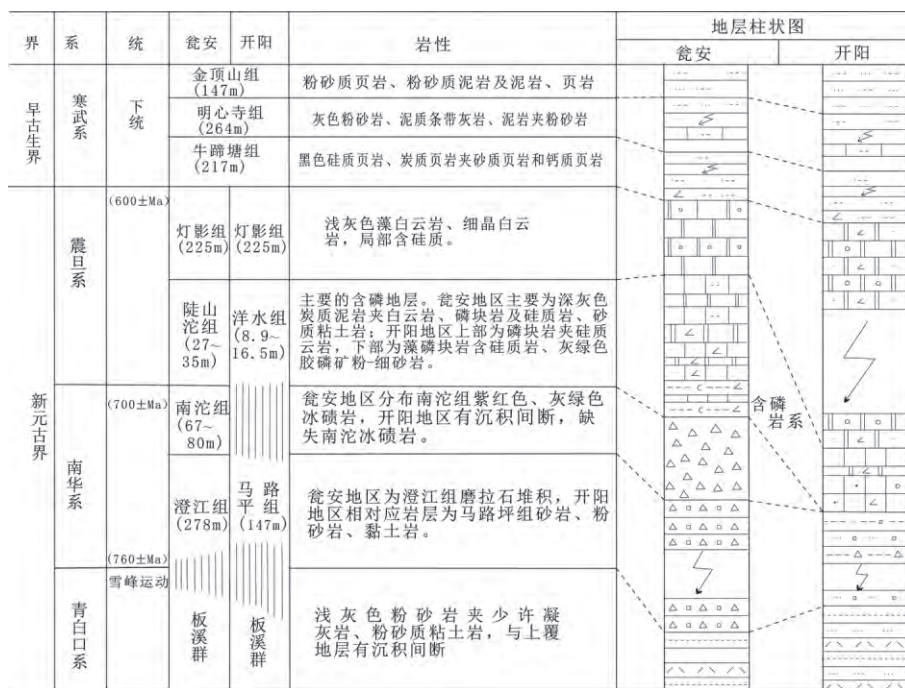 界 系 统 瓮安 开阳 岩性 地层柱状图
瓮安 开阳
早古生界
寒武系
下统
金顶山组
(147m)
粉砂质页岩、粉砂质泥岩及泥岩、页岩
明心寺组
(264m)
灰色粉砂岩、泥质条带灰岩、泥岩夹粉砂岩
牛蹄塘组
(217m)
黑色硅质页岩、炭质页岩夹砂质页岩和钙质页岩
新元古界
震旦系
(600±Ma)
灯影组
(225m)
灯影组
(225m)
浅灰色藻白云岩、细晶白云
岩，局部含硅质。
陡山
沱组
(27~
35m)
洋水组
(8.9~
16.5m)
主要的含磷地层。瓮安地区主要为深灰色
炭质泥岩夹白云岩、磷块岩及硅质岩、砂
质粘土岩；开阳地区上部为磷块岩夹硅质
云岩，下部为藻磷块岩含硅质岩、灰绿色
胶磷矿粉-细砂岩。
南华系
(700±Ma)
南沱组
(67~
80m)
瓮安地区分布南沱组紫红色、灰绿色
冰碛岩，开阳地区有沉积间断，缺
失南沱冰碛岩。
含磷
岩系
澄江组
(278m)
马路
平组
(147m)
瓮安地区为澄江组磨拉石堆积，开阳
地区相对应岩层为马路坪组砂岩、粉
砂岩、黏土岩。
(760±Ma)
雪峰运动
青白口系
板溪群
板溪群
浅灰色粉砂岩夹少许凝
灰岩、粉砂质粘土岩，与上覆
地层有沉积间断